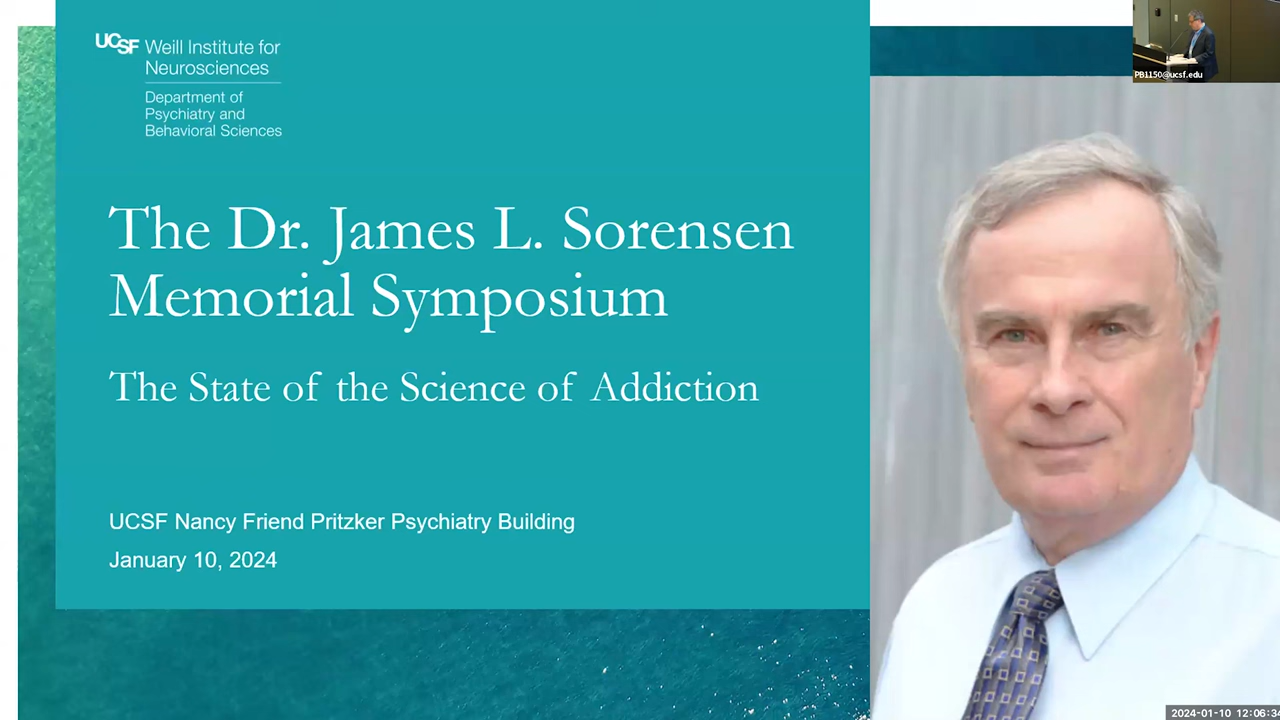 UCSF Weill Institute for
Neurosciences
Department of
Psychiatry and
Behavioral Sciences
The Dr. James L. Sorensen
Memorial Symposium
The State of the Science of Addiction
UCSF Nancy Friend Pritzker Psychiatry Building
January 10, 2024
PB1150@ucsf.edu
2024-01-10 12:06:34